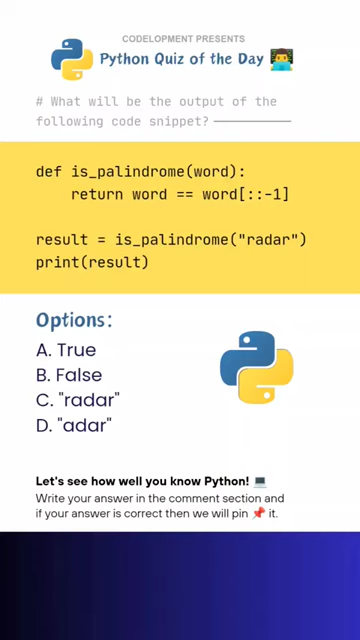 CODELOPMENT PRESENTS
Python Quiz of the Day
# What will be the output of the
following code snippet?
def is_palindrome(word):
    return word == word[::-1]
result = is_palindrome("radar")
print(result)
Options:
A. True
B. False
C. "radar"
D. "adar"
Let's see how well you know Python! 💻
Write your answer in the comment section and
if your answer is correct then we will pin 📌 it.